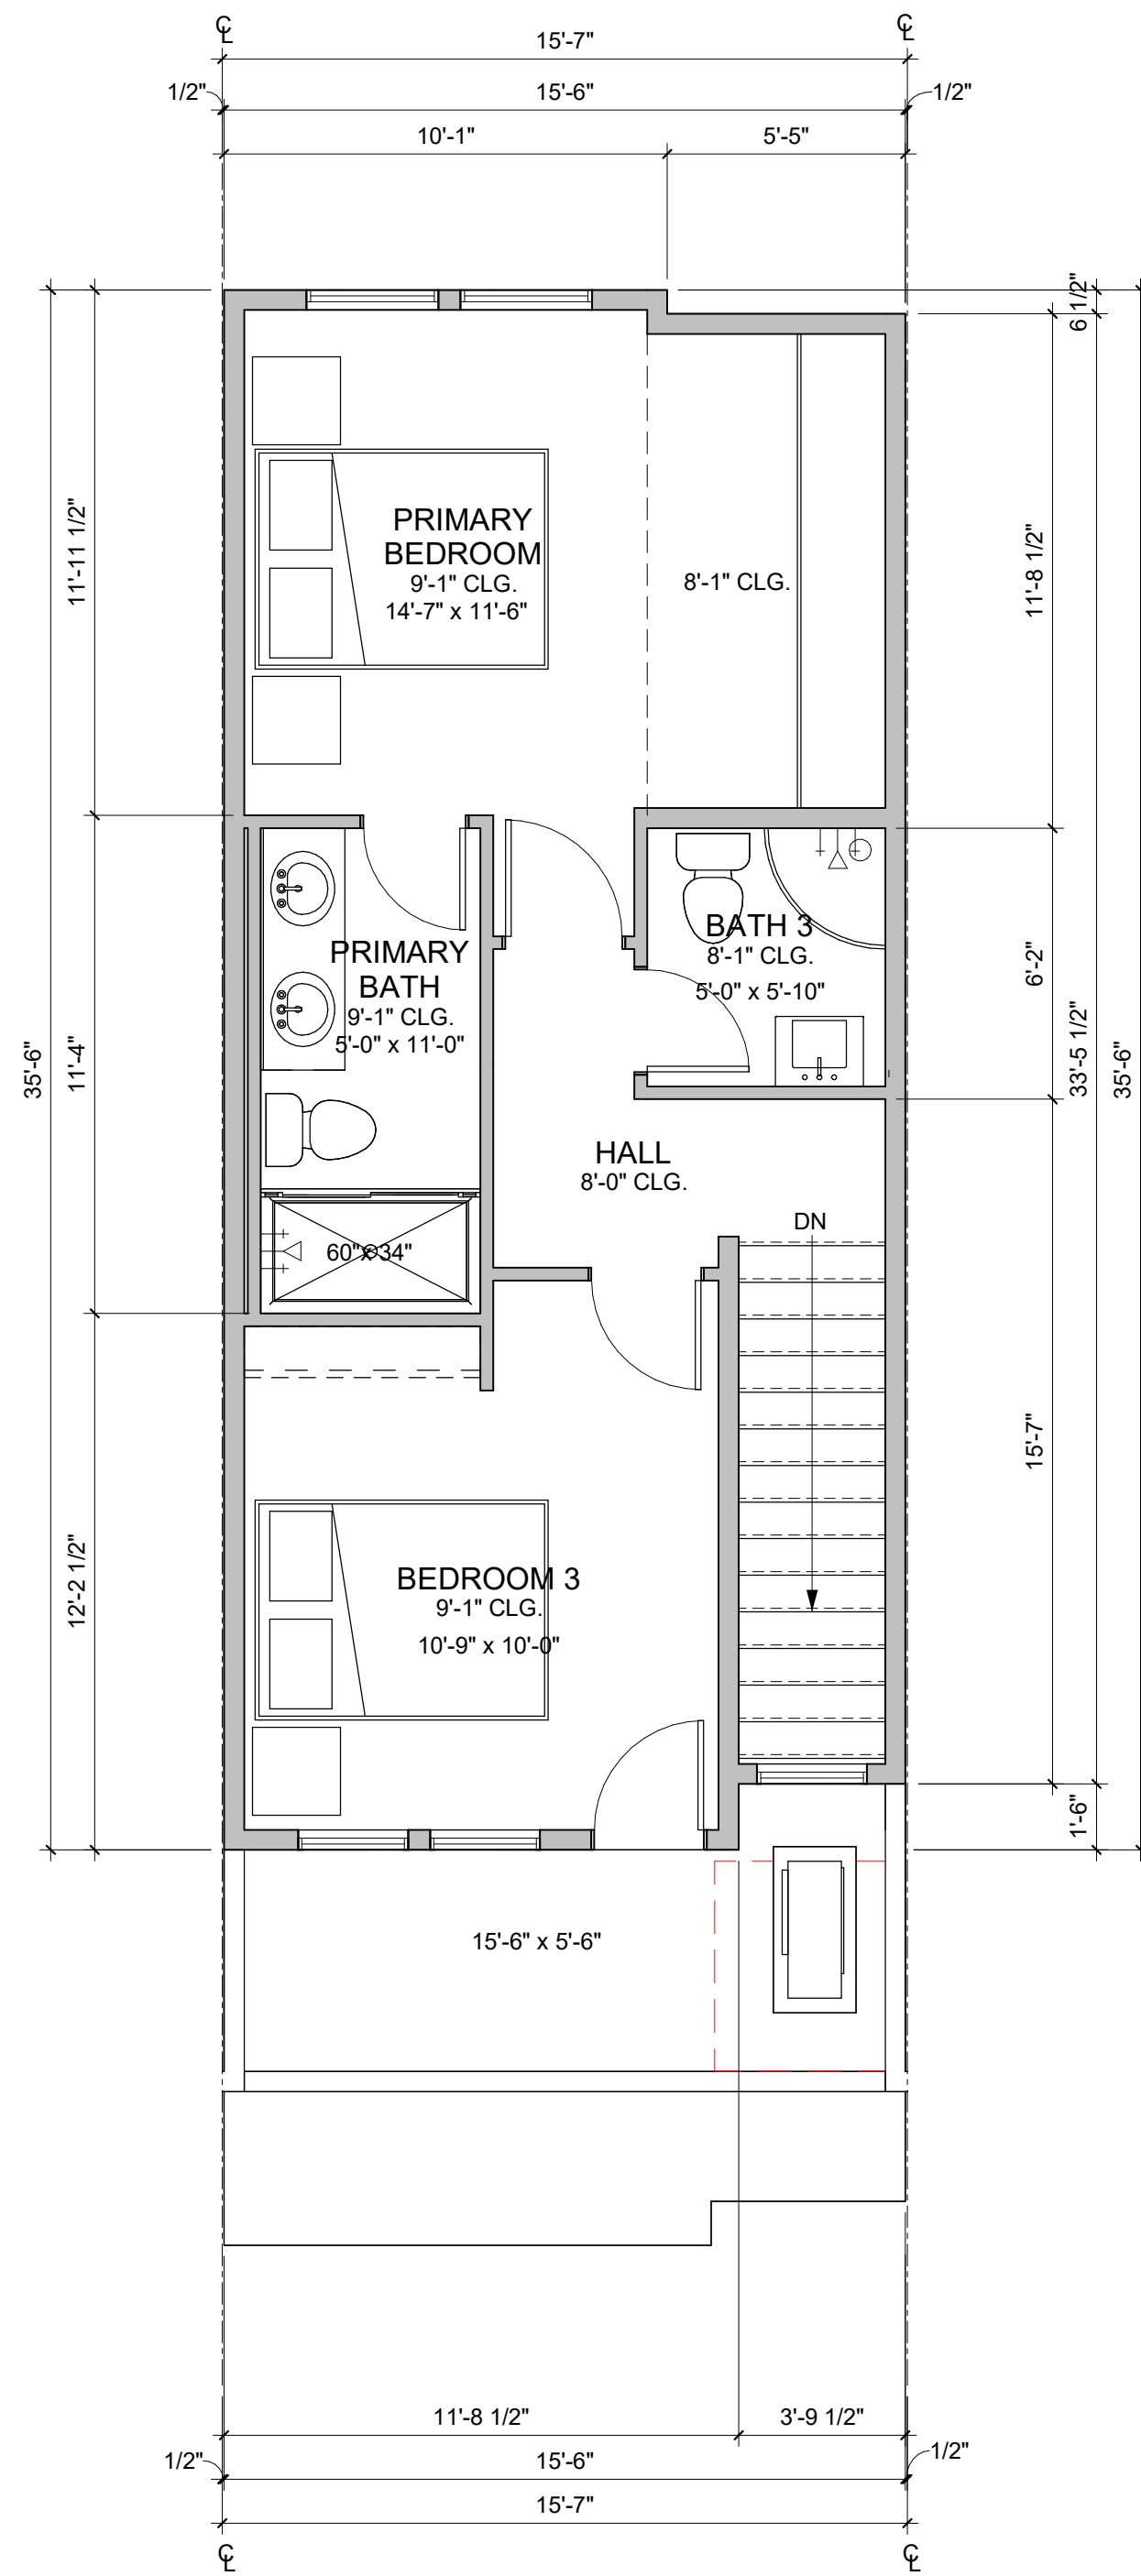 ℄ ℄
15'-7"
1/2" 15'-6" 1/2"
10'-1" 5'-5"
6 1/2"
11'-11 1/2"
PRIMARY
BEDROOM
9'-1" CLG.
14'-7" x 11'-6"
8'-1" CLG.
11'-8 1/2"
PRIMARY
BATH
9'-1" CLG.
5'-0" x 11'-0"
BATH 3
8'-1" CLG.
5'-0" x 5'-10"
6'-2"
35'-6"
11'-4"
33'-5 1/2"
35'-6"
HALL
8'-0" CLG.
DN
60"x 34"
15'-7"
12'-2 1/2"
BEDROOM 3
9'-1" CLG.
10'-9" x 10'-0"
1'-6"
15'-6" x 5'-6"
11'-8 1/2" 3'-9 1/2"
1/2" 15'-6" 1/2"
15'-7"
℄ ℄